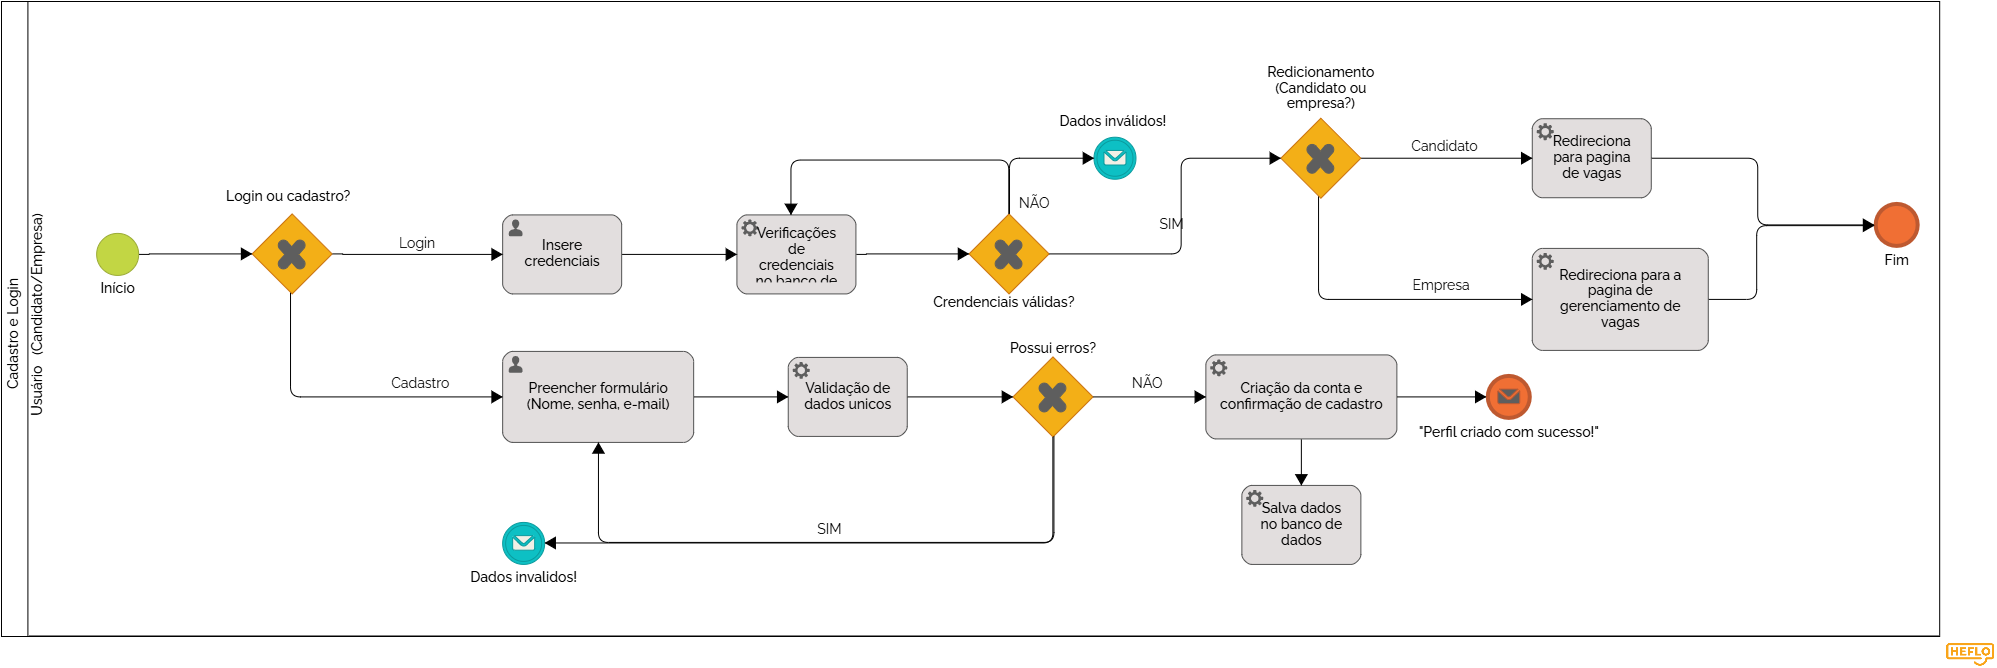 Cadastro e Login
Usuário (Candidato/Empresa)
Início
Login ou cadastro?
Login
Insere
credenciais
Verificações
de
credenciais
no banco de
Crendenciais válidas?
NÃO
Dados inválidos!
SIM
Redicionamento
(Candidato ou
empresa?)
Candidato
Redireciona
para pagina
de vagas
Empresa
Redireciona para a
pagina de
gerenciamento de
vagas
Fim
Cadastro
Preencher formulário
(Nome, senha, e-mail)
Validação de
dados unicos
Possui erros?
NÃO
Criação da conta e
confirmação de cadastro
"Perfil criado com sucesso!"
Salva dados
no banco de
dados
SIM
Dados invalidos!
HEFLO